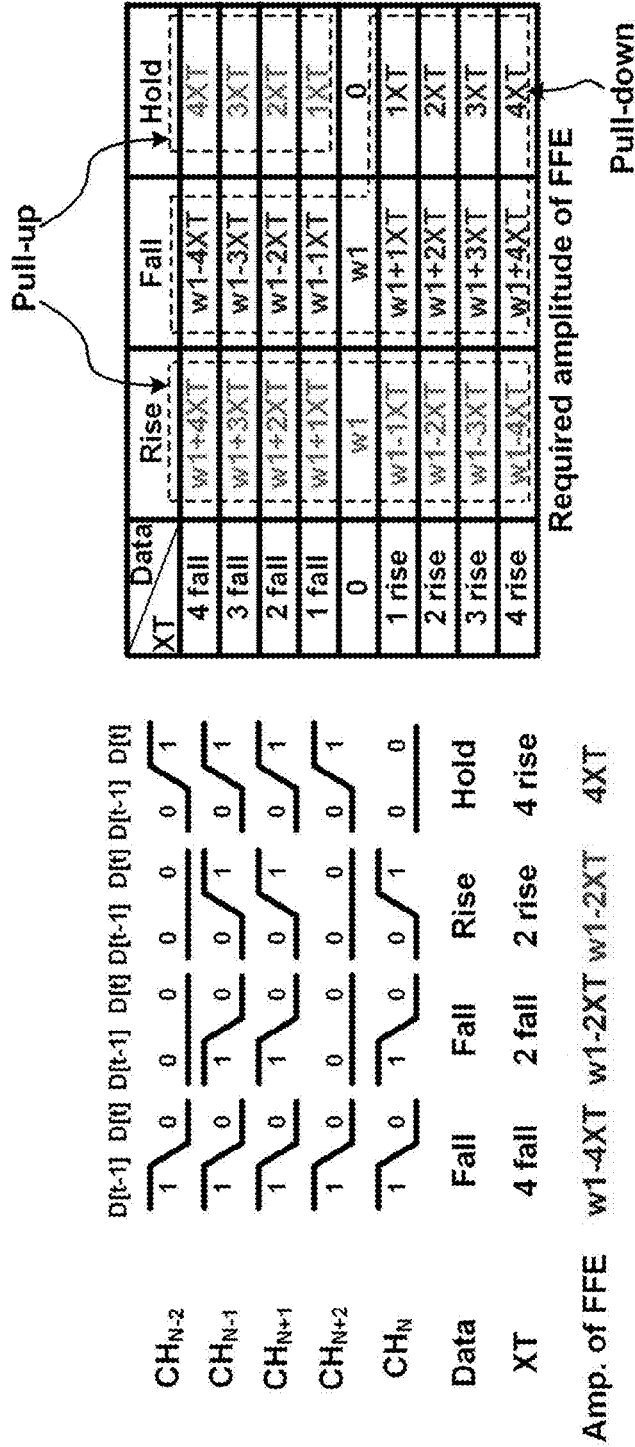 D[t-1] D[t] D[t-1] D[t] D[t-1] D[t] D[t-1] D[t]
CH_{N-2} 1 0 0 0 0 0 0 1
CH_{N-1} 1 0 1 0 0 1 0 1
CH_{N+1} 1 0 1 0 0 1 0 1
CH_{N+2} 1 0 0 0 0 0 0 1
CH_N 1 0 1 0 0 1 0 0
Data Fall Fall Rise Hold
XT 4 fall 2 fall 2 rise 4 rise
Amp. of FFE w1-4XT w1-2XT w1-2XT 4XT
Pull-up
XT Data Rise Fall Hold
4 fall w1+4XT w1-4XT 4XT
3 fall w1+3XT w1-3XT 3XT
2 fall w1+2XT w1-2XT 2XT
1 fall w1+1XT w1-1XT 1XT
0 w1 w1 0
1 rise w1-1XT w1+1XT 1XT
2 rise w1-2XT w1+2XT 2XT
3 rise w1-3XT w1+3XT 3XT
4 rise w1-4XT w1+4XT 4XT
Required amplitude of FFE
Pull-down